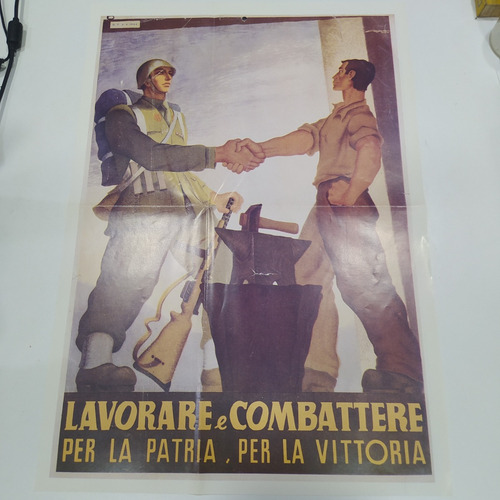 LAVORARE e COMBATTERE
PER LA PATRIA, PER LA VITTORIA